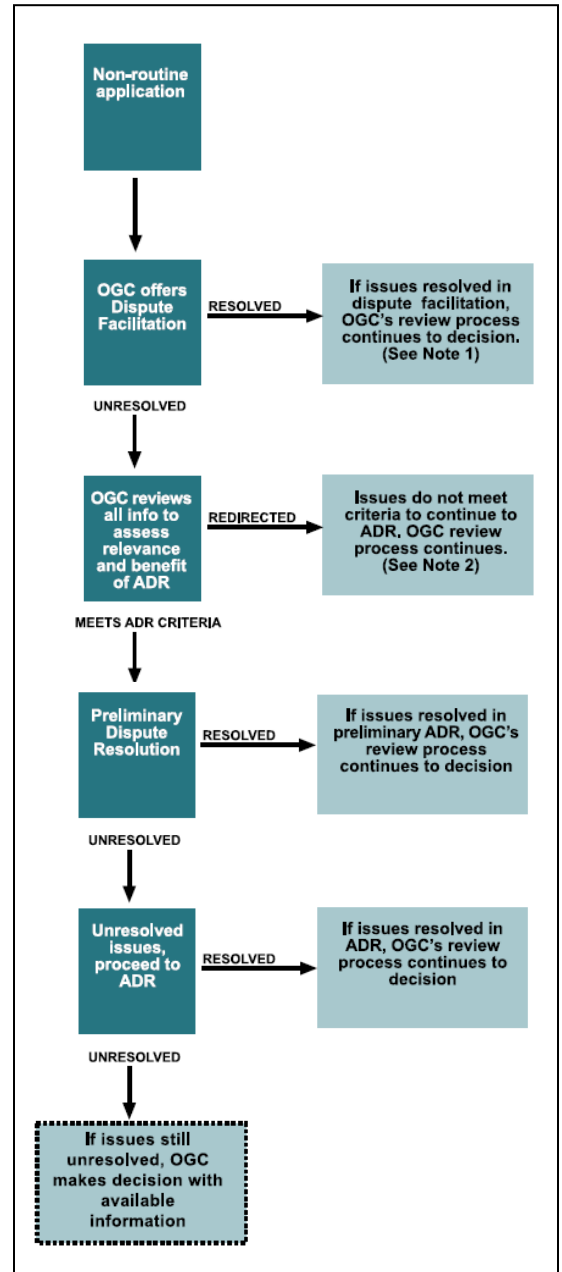 Non-routine
application
OGC offers
Dispute
Facilitation
RESOLVED
If issues resolved in
dispute facilitation,
OGC's review process
continues to decision.
(See Note 1)
UNRESOLVED
OGC reviews
all info to
assess
relevance
and benefit
of ADR
REDIRECTED
Issues do not meet
criteria to continue to
ADR, OGC review
process continues.
(See Note 2)
MEETS ADR CRITERIA
Preliminary
Dispute
Resolution
RESOLVED
If issues resolved in
preliminary ADR, OGC's
review process
continues to decision
UNRESOLVED
Unresolved
issues,
proceed to
ADR
RESOLVED
If issues resolved in
ADR, OGC's review
process continues to
decision
UNRESOLVED
If issues still
unresolved, OGC
makes decision with
available
information